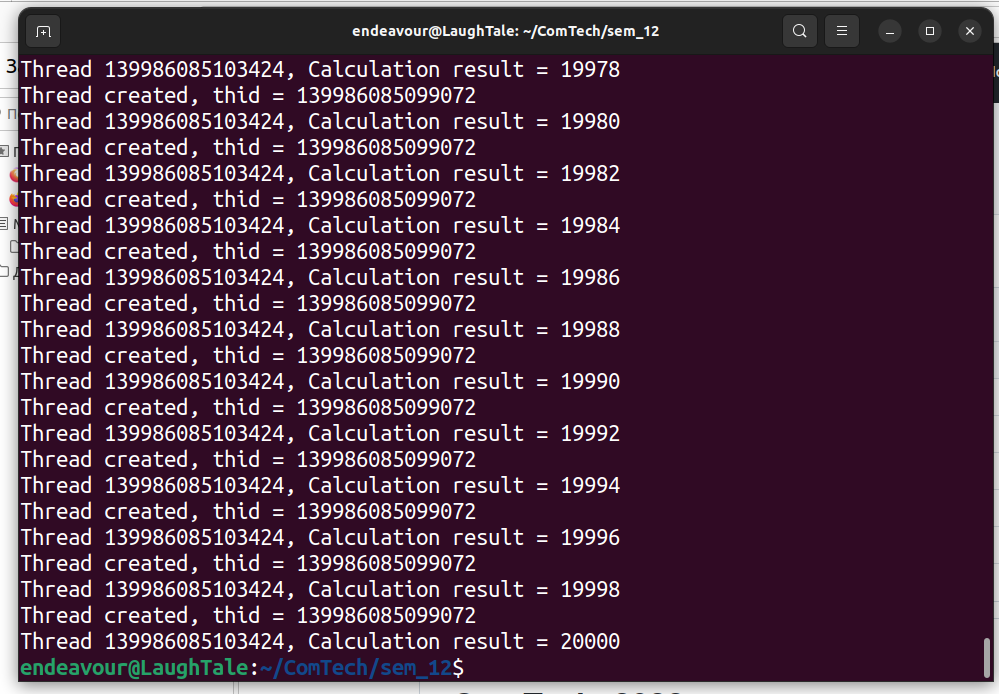 endeavour@LaughTale: ~/ComTech/sem_12
Thread 139986085103424, Calculation result = 19978
Thread created, thid = 139986085099072
Thread 139986085103424, Calculation result = 19980
Thread created, thid = 139986085099072
Thread 139986085103424, Calculation result = 19982
Thread created, thid = 139986085099072
Thread 139986085103424, Calculation result = 19984
Thread created, thid = 139986085099072
Thread 139986085103424, Calculation result = 19986
Thread created, thid = 139986085099072
Thread 139986085103424, Calculation result = 19988
Thread created, thid = 139986085099072
Thread 139986085103424, Calculation result = 19990
Thread created, thid = 139986085099072
Thread 139986085103424, Calculation result = 19992
Thread created, thid = 139986085099072
Thread 139986085103424, Calculation result = 19994
Thread created, thid = 139986085099072
Thread 139986085103424, Calculation result = 19996
Thread created, thid = 139986085099072
Thread 139986085103424, Calculation result = 19998
Thread created, thid = 139986085099072
Thread 139986085103424, Calculation result = 20000
endeavour@LaughTale:~/ComTech/sem_12$